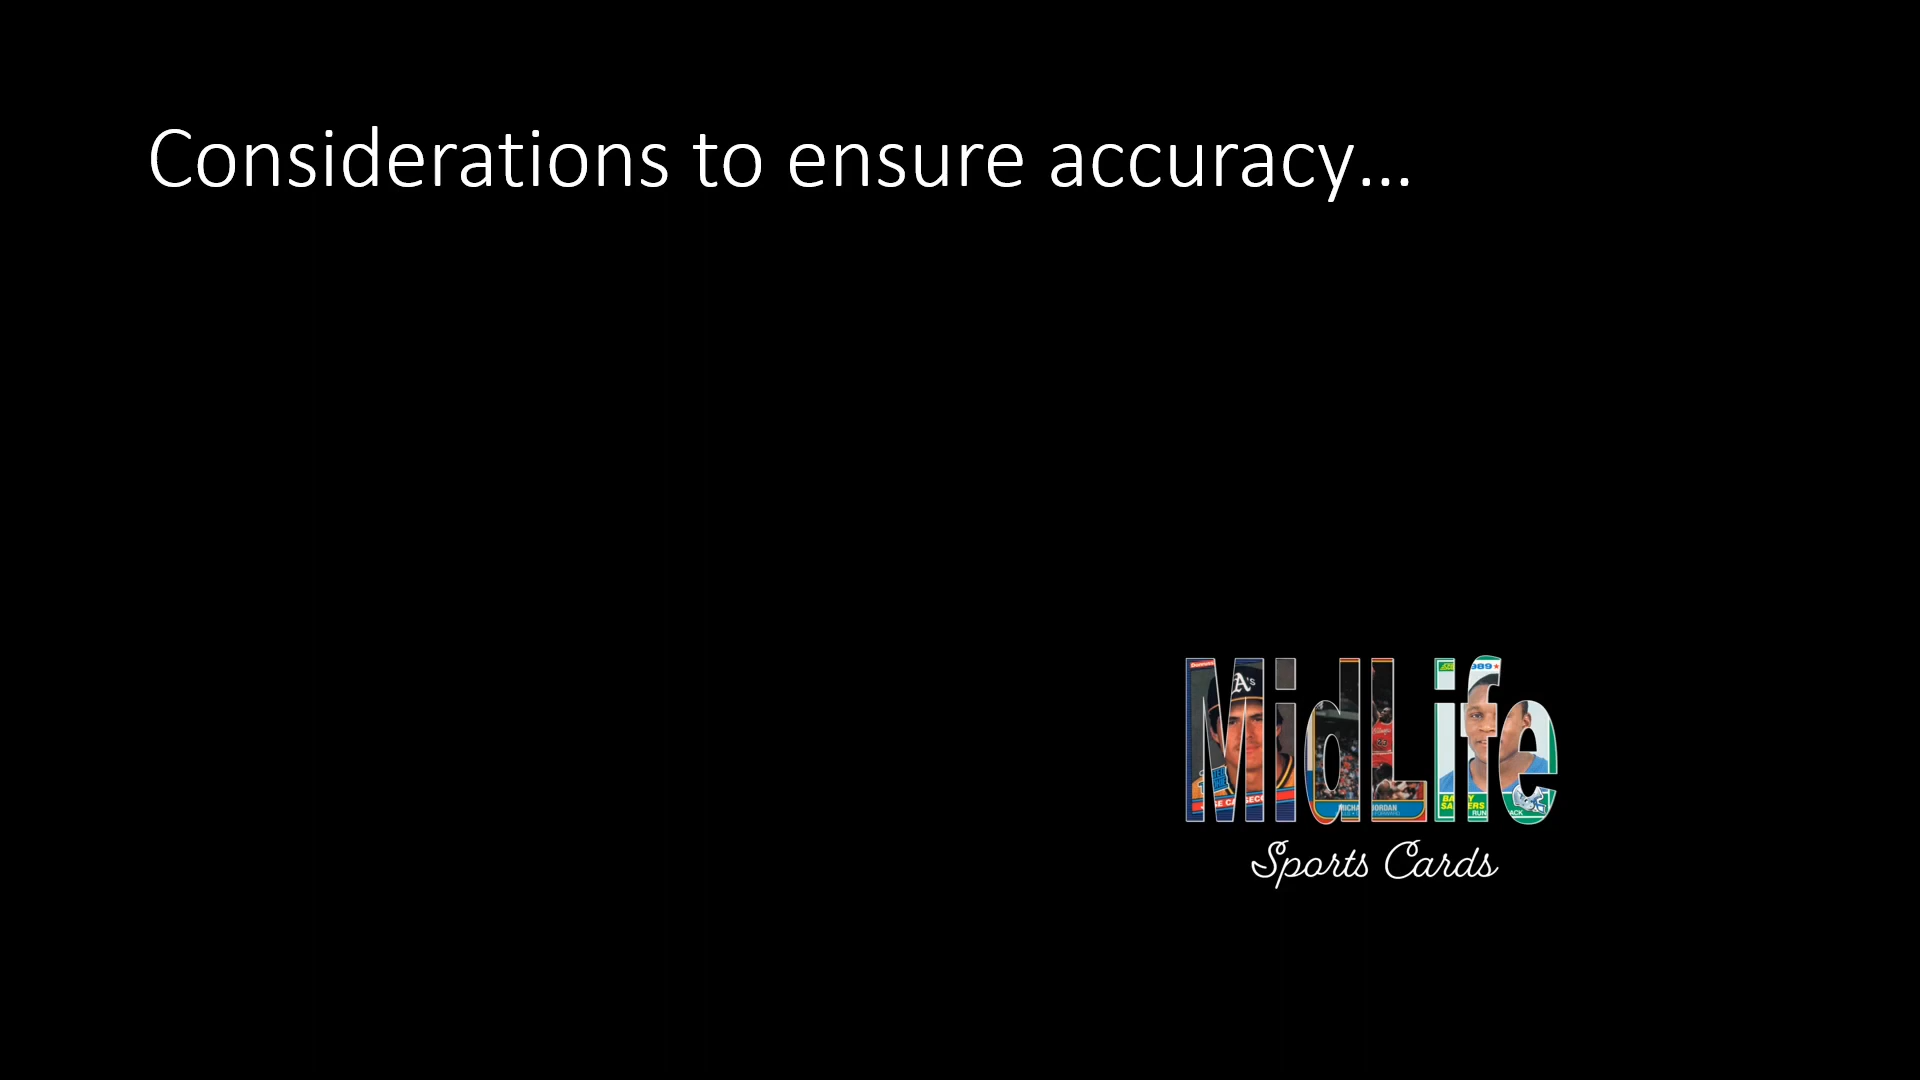 Considerations to ensure accuracy...
MidLife
Sports Cards